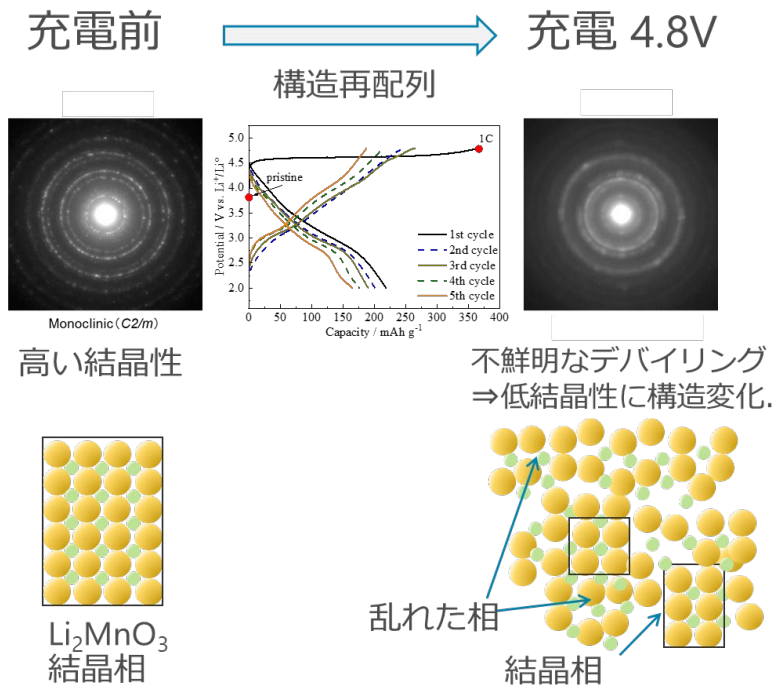 充電前
充電 4.8V
構造再配列
5.0
4.5
4.0
3.5
3.0
2.5
2.0
Potential / V vs. Li⁺/Li⁰
1C
pristine
1st cycle
2nd cycle
3rd cycle
4th cycle
5th cycle
0 50 100 150 200 250 300 350 400
Capacity / mAh g⁻¹
Monoclinic（C2/m）
高い結晶性
不鮮明なデバイリング
⇒低結晶性に構造変化.
乱れた相
Li₂MnO₃
結晶相
結晶相